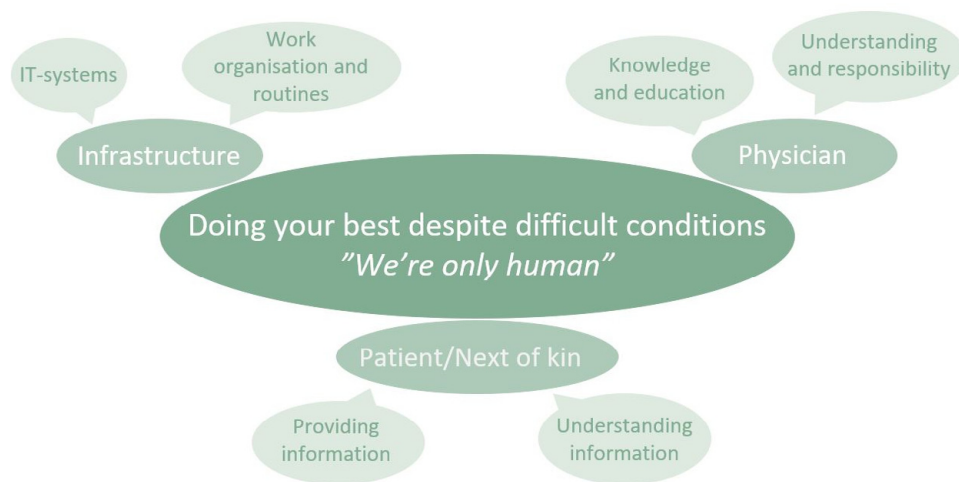 Work
organisation and
routines
IT-systems
Understanding
and responsibility
Knowledge
and education
Infrastructure
Physician
Doing your best despite difficult conditions
”We’re only human”
Patient/Next of kin
Providing
information
Understanding
information